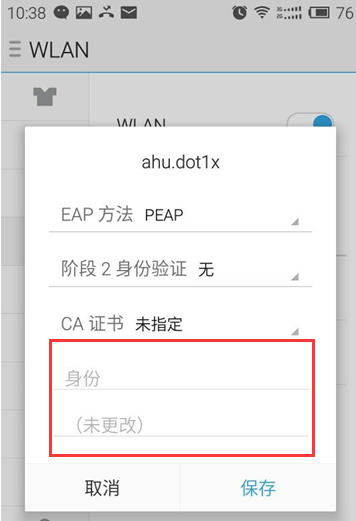 10:38 76
WLAN
WLAN
ahu.dot1x
EAP 方法 PEAP
阶段 2 身份验证 无
CA 证书 未指定
身份
（未更改）
取消 保存